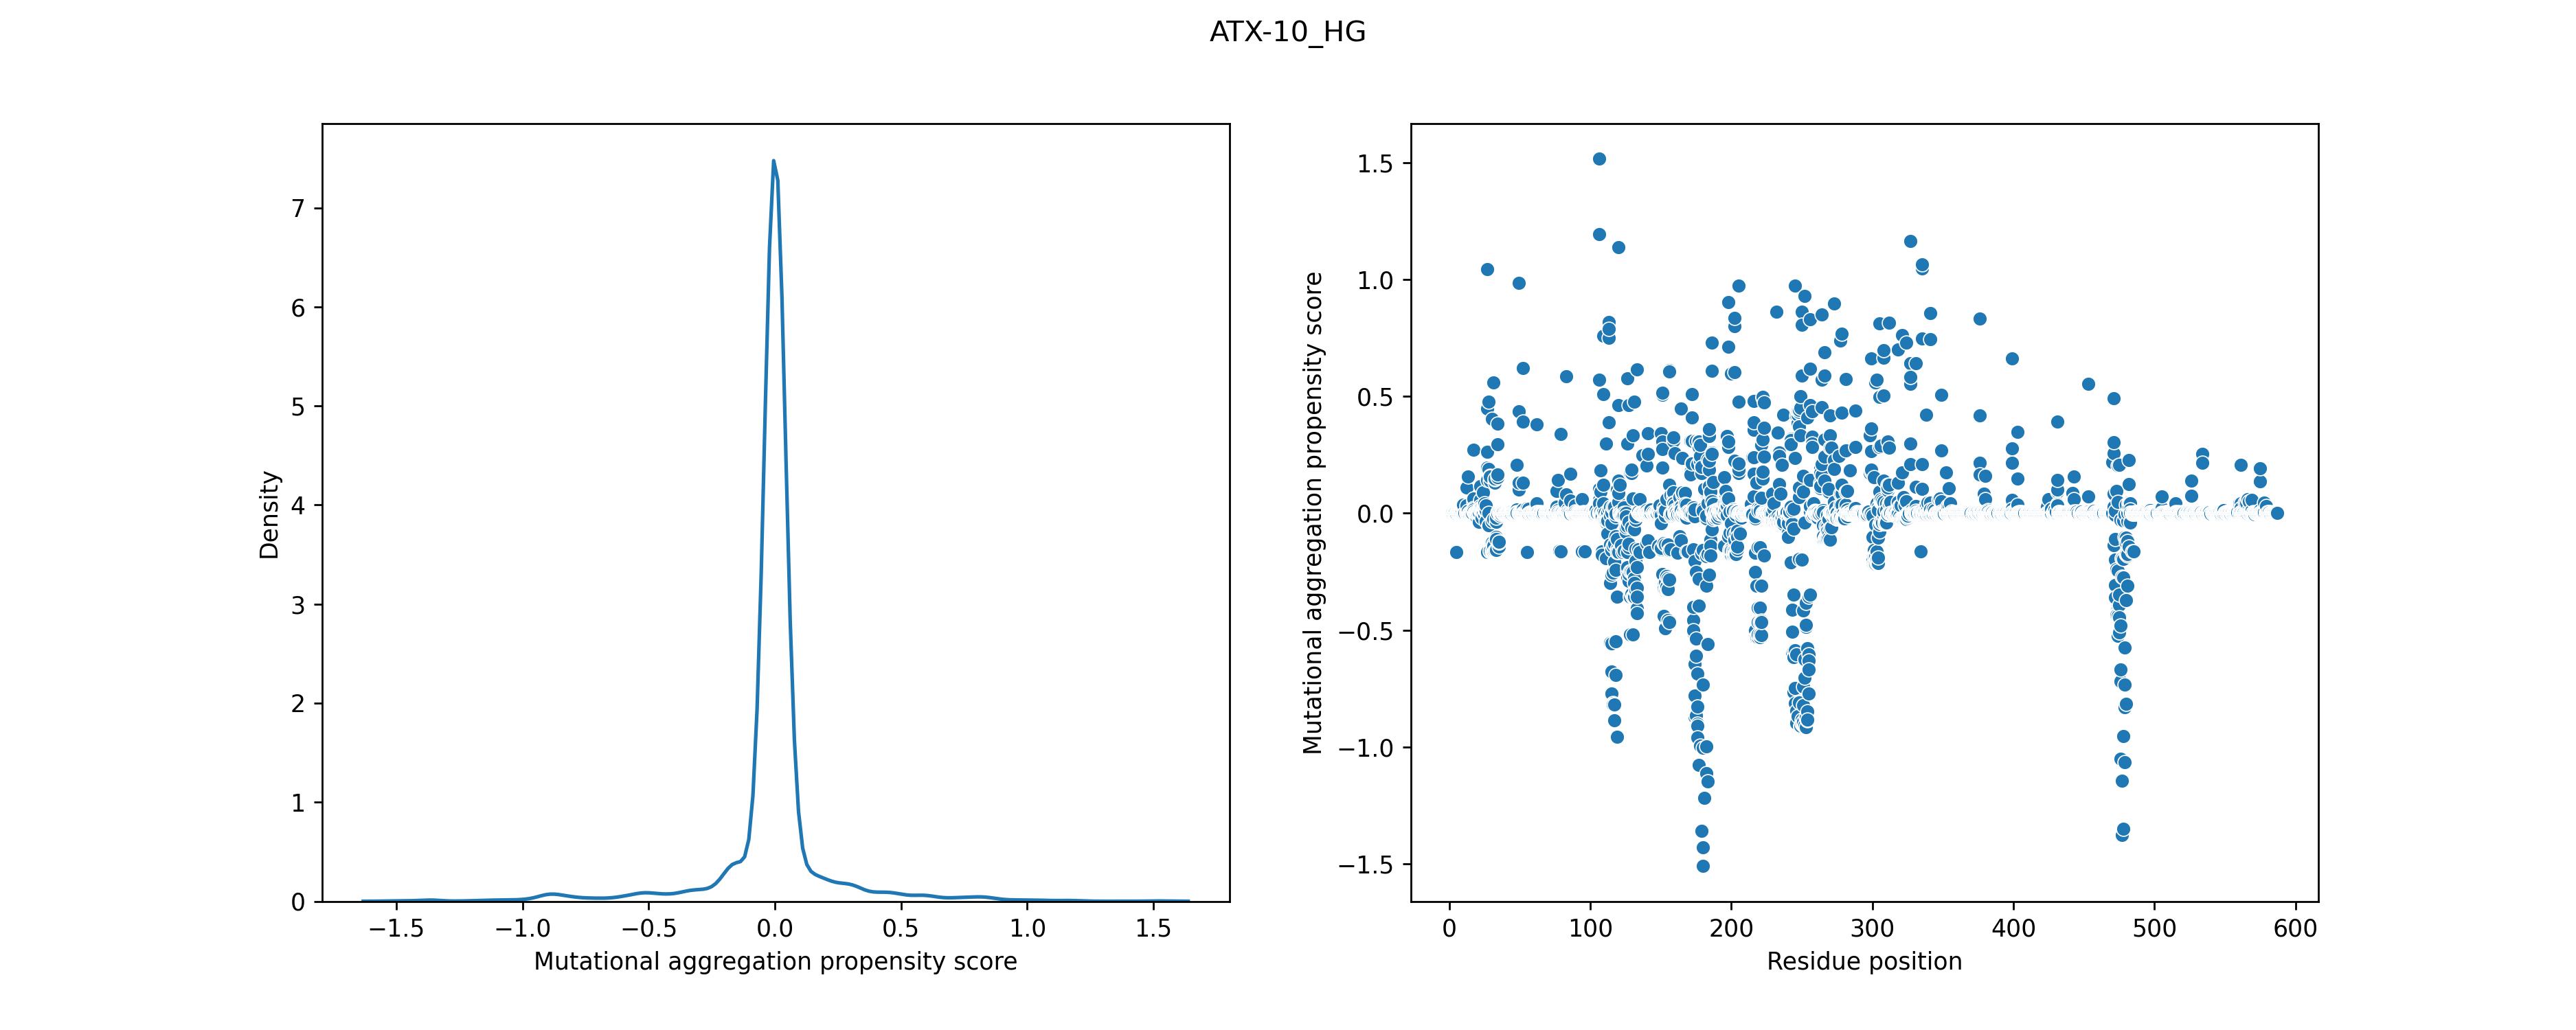 ATX-10_HG
Density
7
6
5
4
3
2
1
0
−1.5 −1.0 −0.5 0.0 0.5 1.0 1.5
Mutational aggregation propensity score
Mutational aggregation propensity score
1.5
1.0
0.5
0.0
−0.5
−1.0
−1.5
0 100 200 300 400 500 600
Residue position